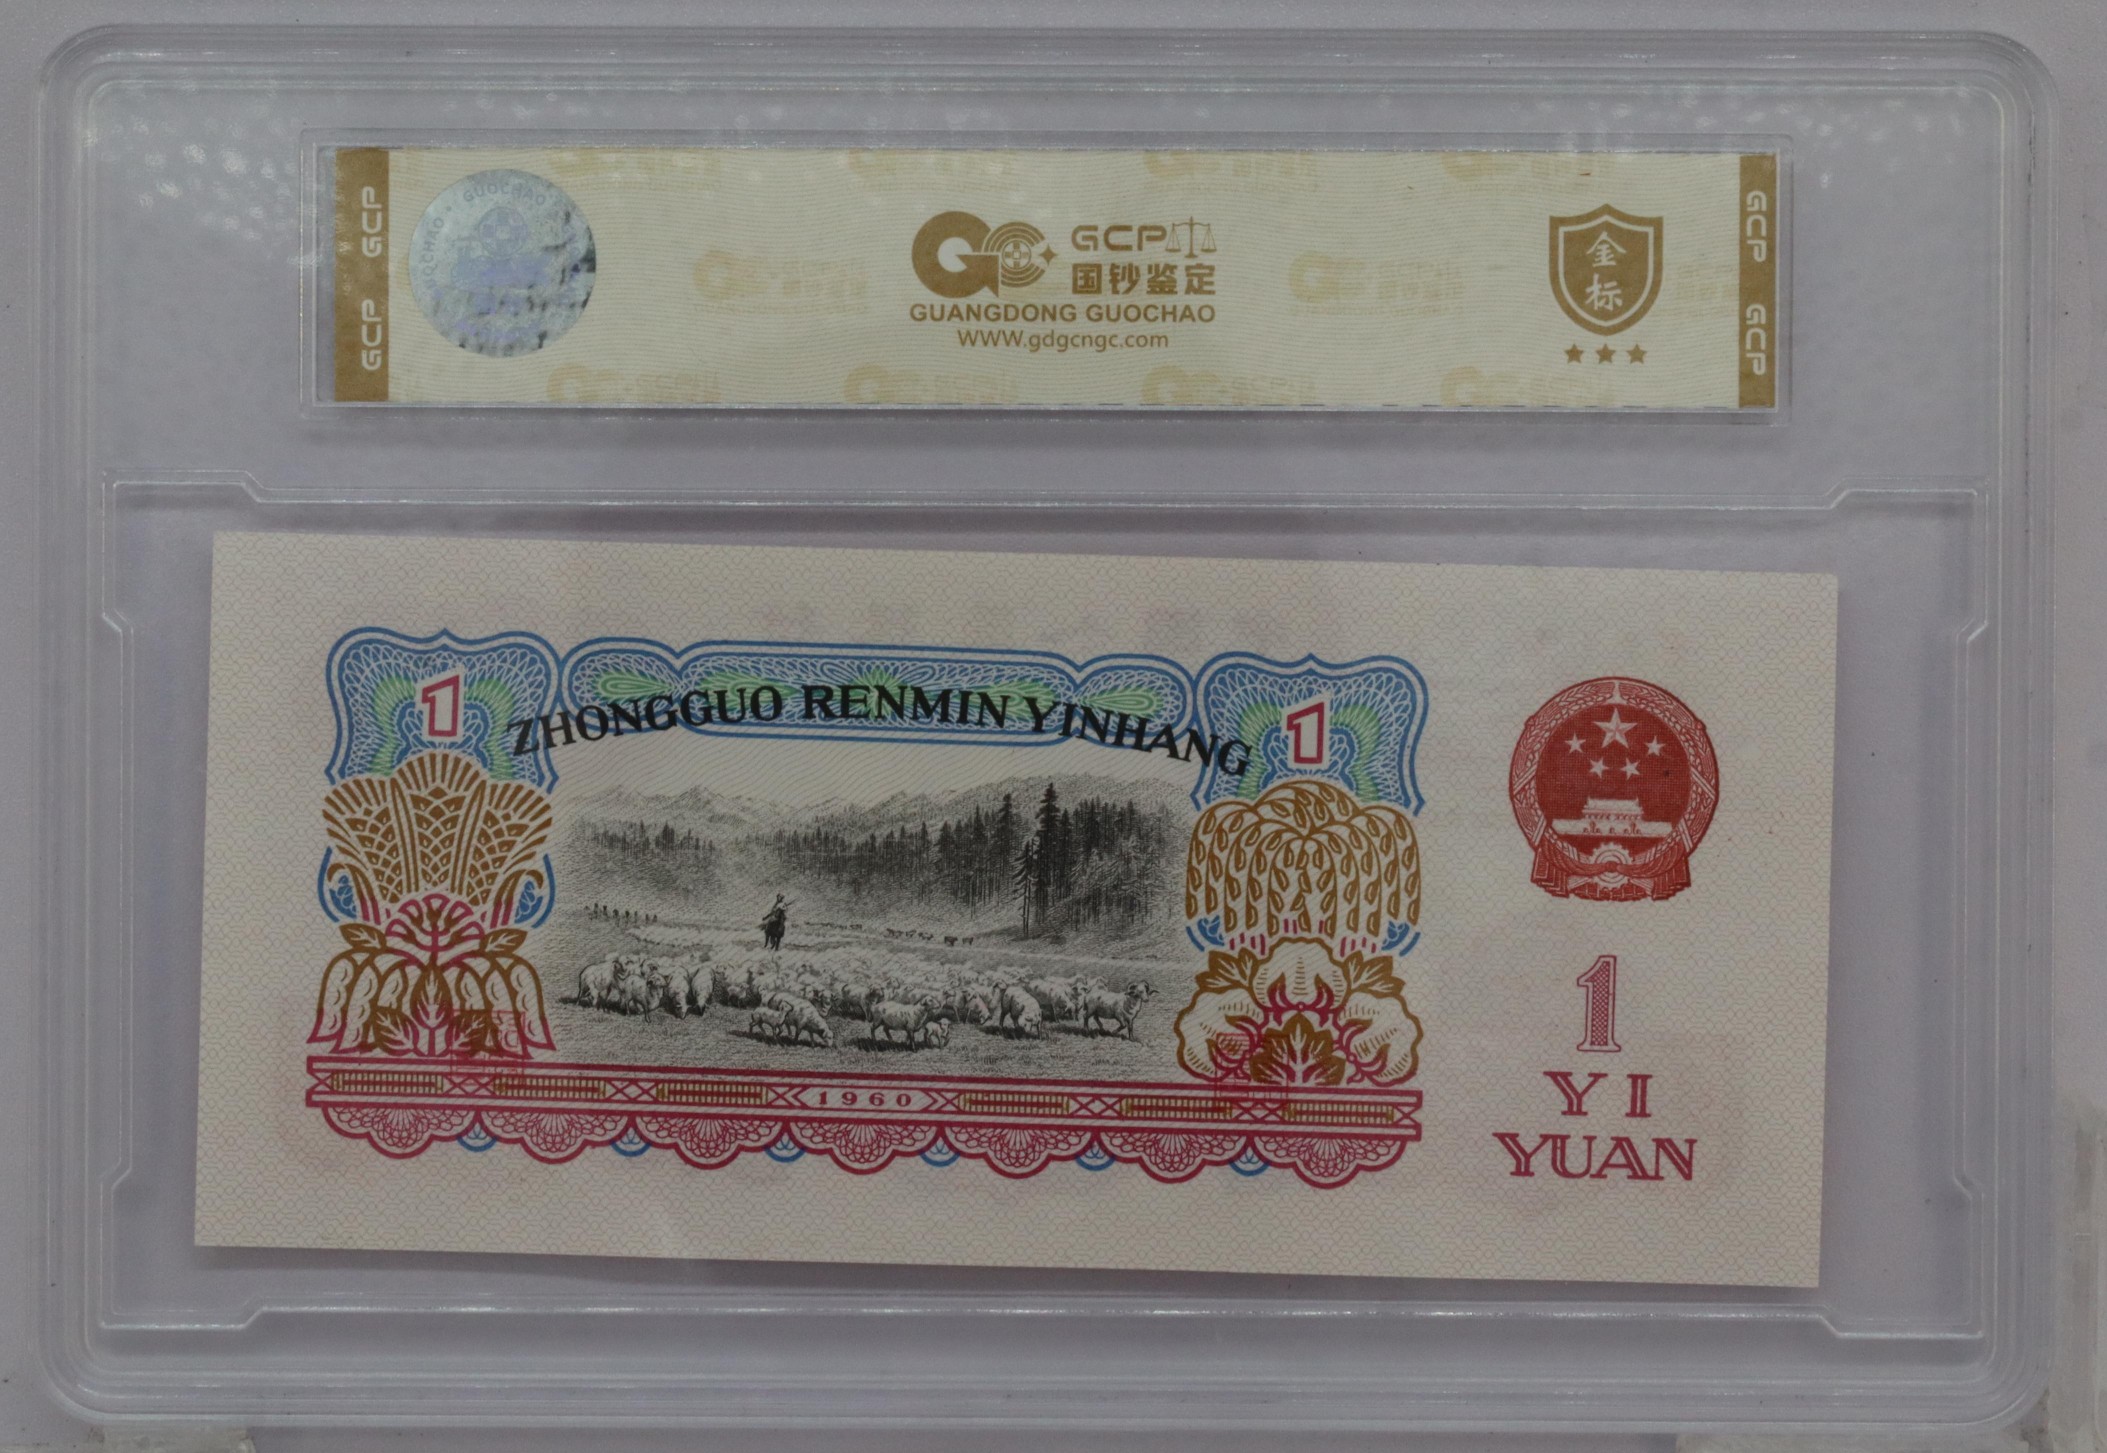 GUOCHAO
GCP GCP
GCP
国钞鉴定
GUANGDONG GUOCHAO
WWW.gdgcngc.com
金
标
GCP GCP
1
ZHONGGUO RENMIN YINHANG
1
1960
1
YI
YUAN